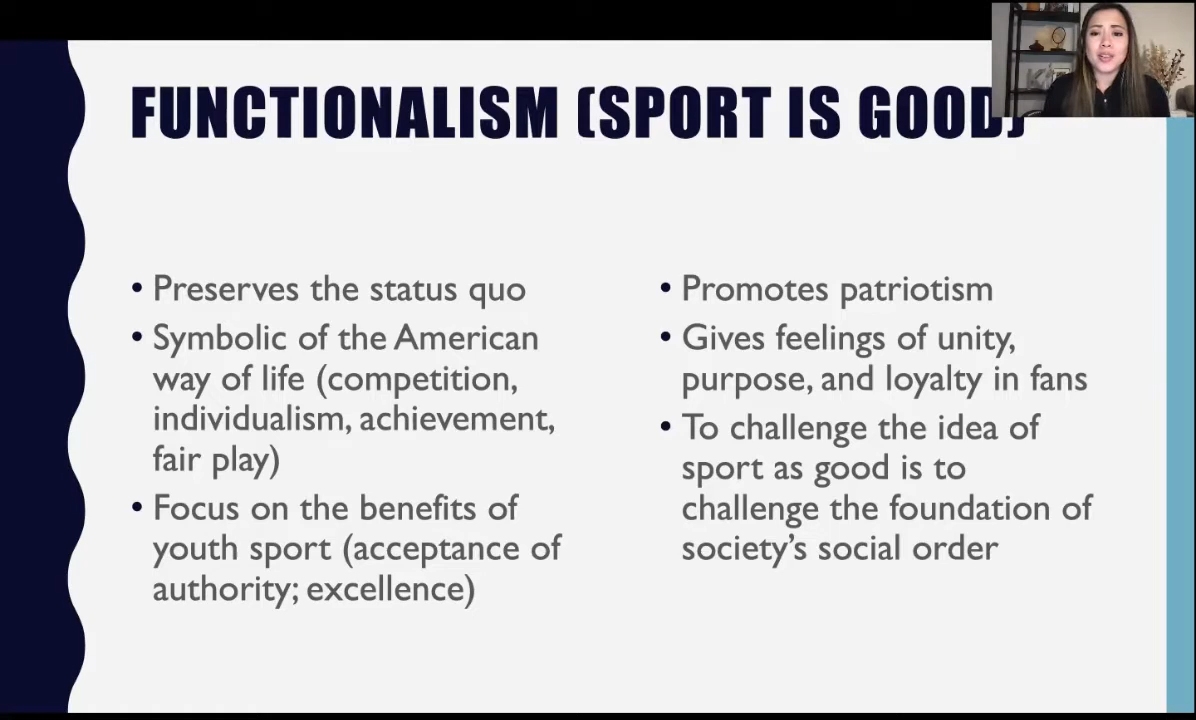 FUNCTIONALISM (SPORT IS GOOD)
• Preserves the status quo
• Symbolic of the American
way of life (competition,
individualism, achievement,
fair play)
• Focus on the benefits of
youth sport (acceptance of
authority; excellence)
• Promotes patriotism
• Gives feelings of unity,
purpose, and loyalty in fans
• To challenge the idea of
sport as good is to
challenge the foundation of
society’s social order